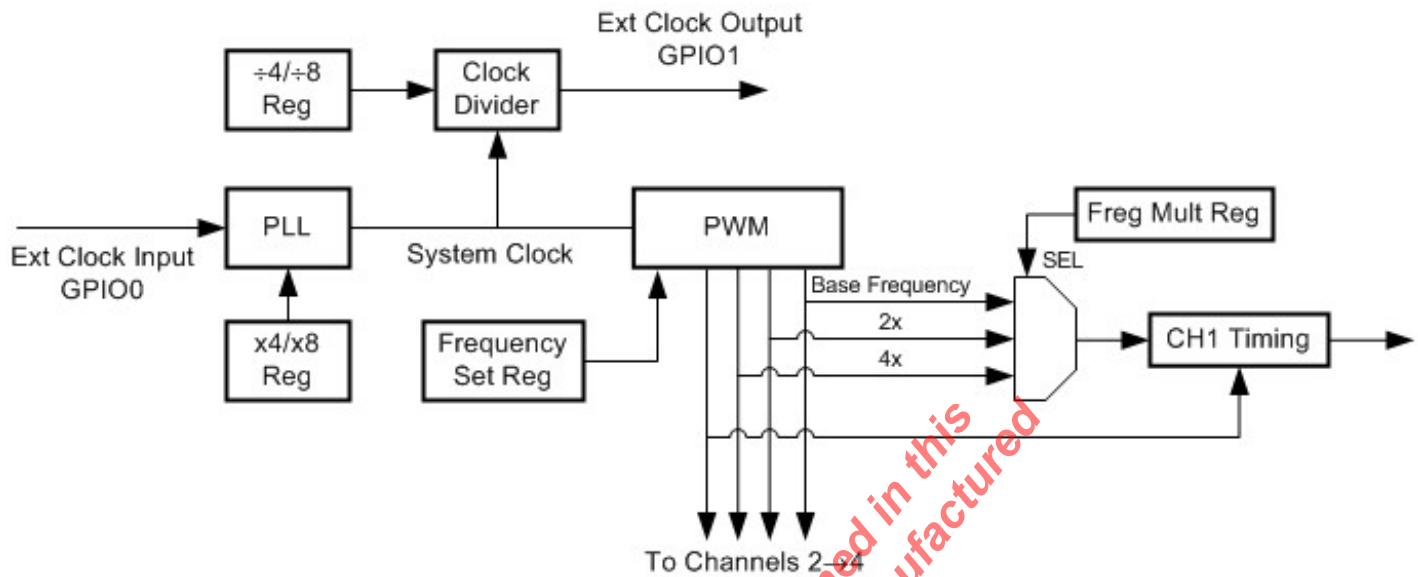 Ext Clock Output
GPIO1
÷4/÷8
Reg
Clock
Divider
PLL
System Clock
PWM
Freg Mult Reg
Ext Clock Input
GPIO0
SEL
Base Frequency
2x
4x
x4/x8
Reg
Frequency
Set Reg
CH1 Timing
To Channels 2→4
ned in this
ufactured